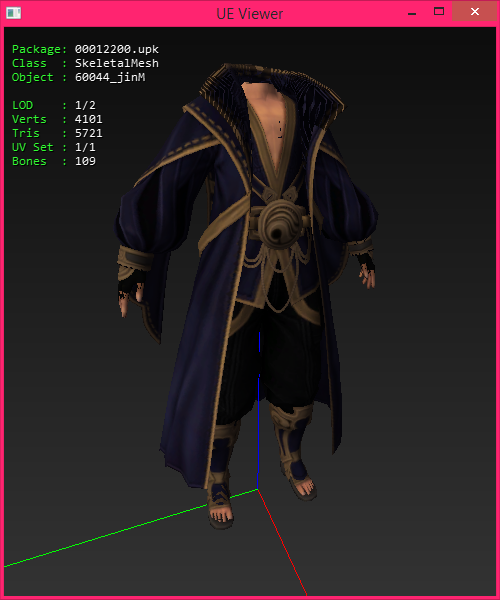 UE Viewer
Package: 00012200.upk
Class  : SkeletalMesh
Object : 60044_jinM
LOD    : 1/2
Verts  : 4101
Tris   : 5721
UV Set : 1/1
Bones  : 109